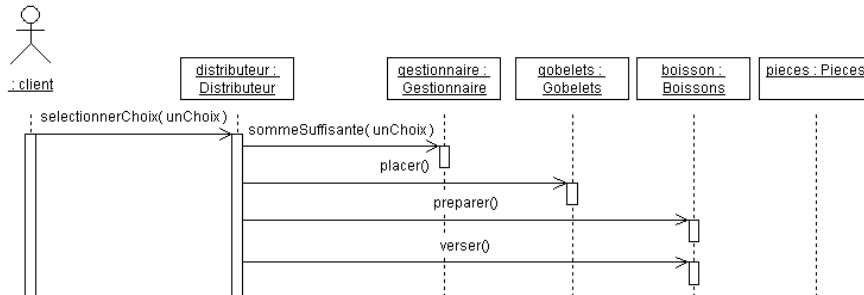 : client
distributeur :
Distributeur
gestionnaire :
Gestionnaire
gobelets :
Gobelets
boisson :
Boissons
pieces : Pieces
selectionnerChoix( unChoix )
sommeSuffisante( unChoix )
placer()
preparer()
verser()